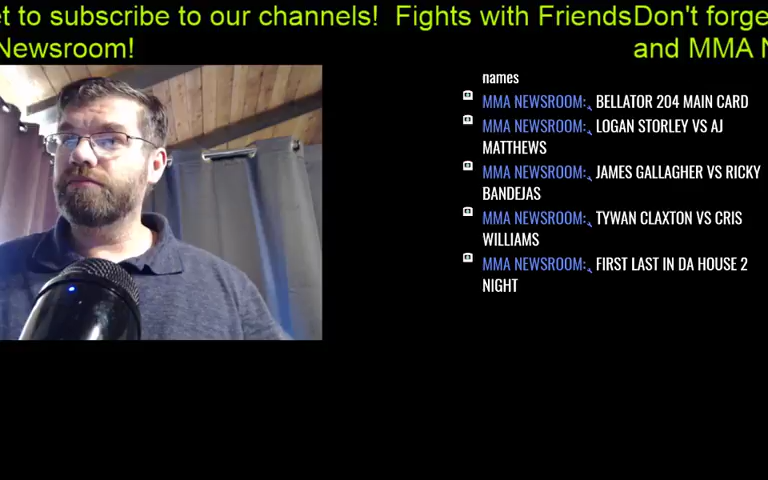 et to subscribe to our channels!  Fights with FriendsDon't forge
Newsroom!
and MMA N
names
MMA NEWSROOM: BELLATOR 204 MAIN CARD
MMA NEWSROOM: LOGAN STORLEY VS AJ
MATTHEWS
MMA NEWSROOM: JAMES GALLAGHER VS RICKY
BANDEJAS
MMA NEWSROOM: TYWAN CLAXTON VS CRIS
WILLIAMS
MMA NEWSROOM: FIRST LAST IN DA HOUSE 2
NIGHT